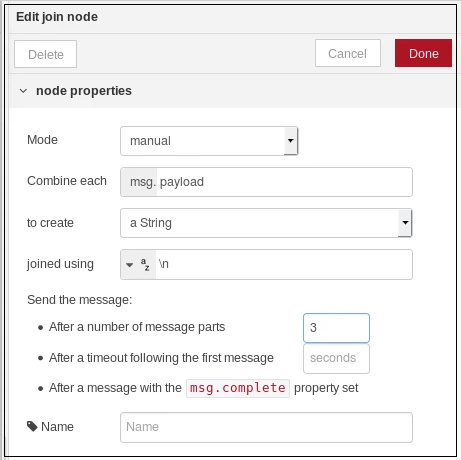 Edit join node
Delete Cancel Done
node properties
Mode manual
Combine each msg. payload
to create a String
joined using az \n
Send the message:
• After a number of message parts 3
• After a timeout following the first message seconds
• After a message with the msg.complete property set
Name Name